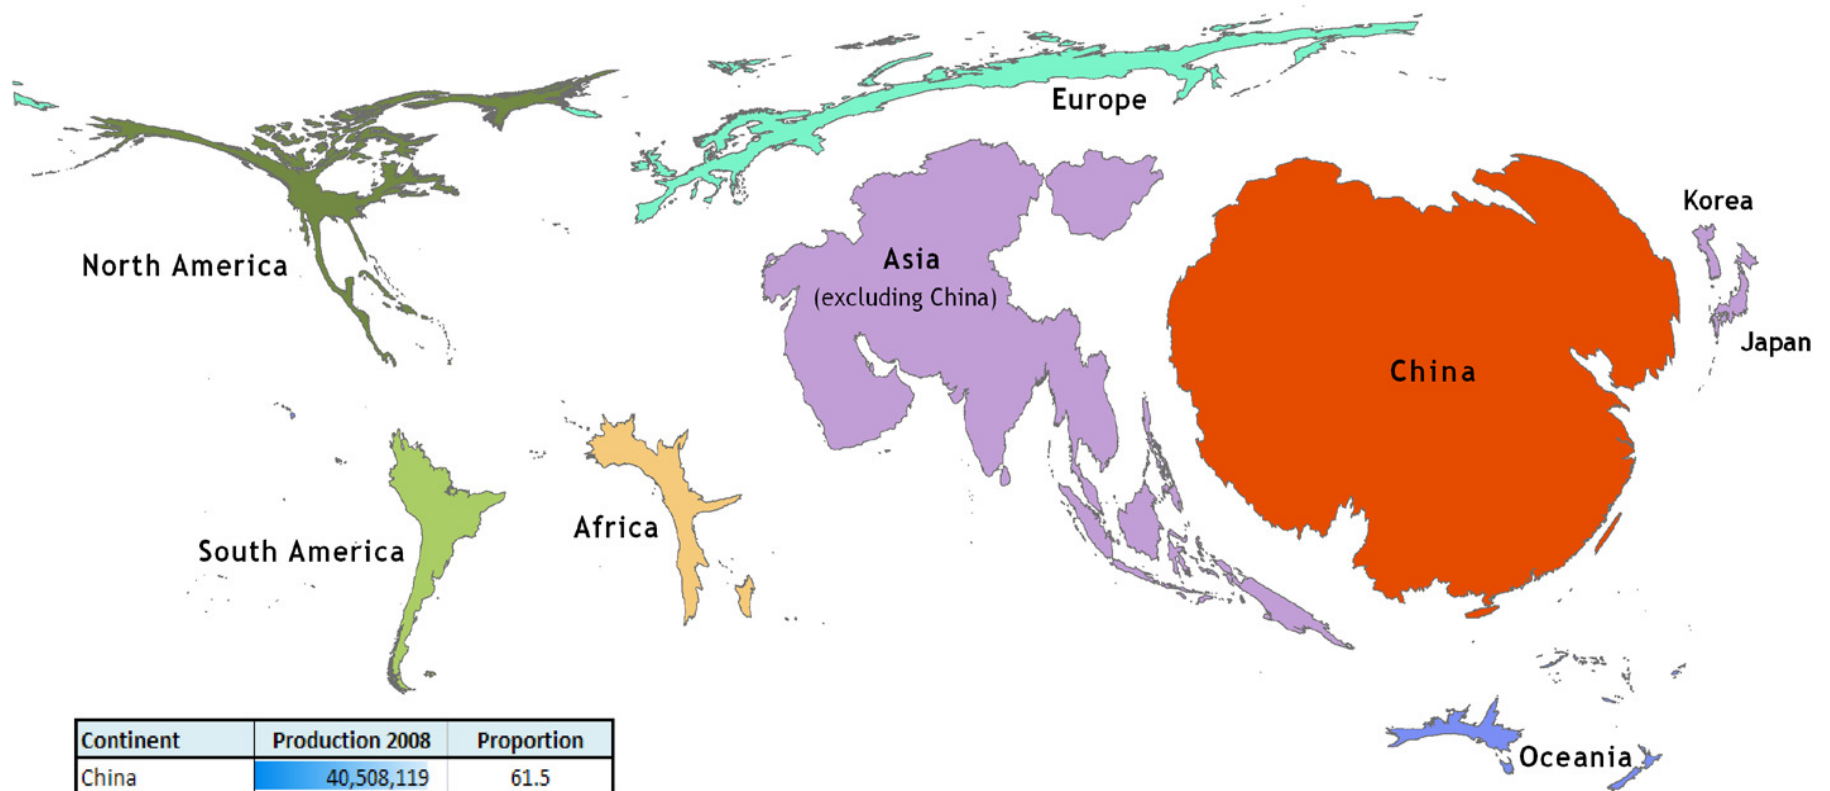 Europe
Korea
North America
Asia
(excluding China)
Japan
China
Africa
South America
Continent Production 2008 Proportion
China 40,508,119 61.5
Oceania